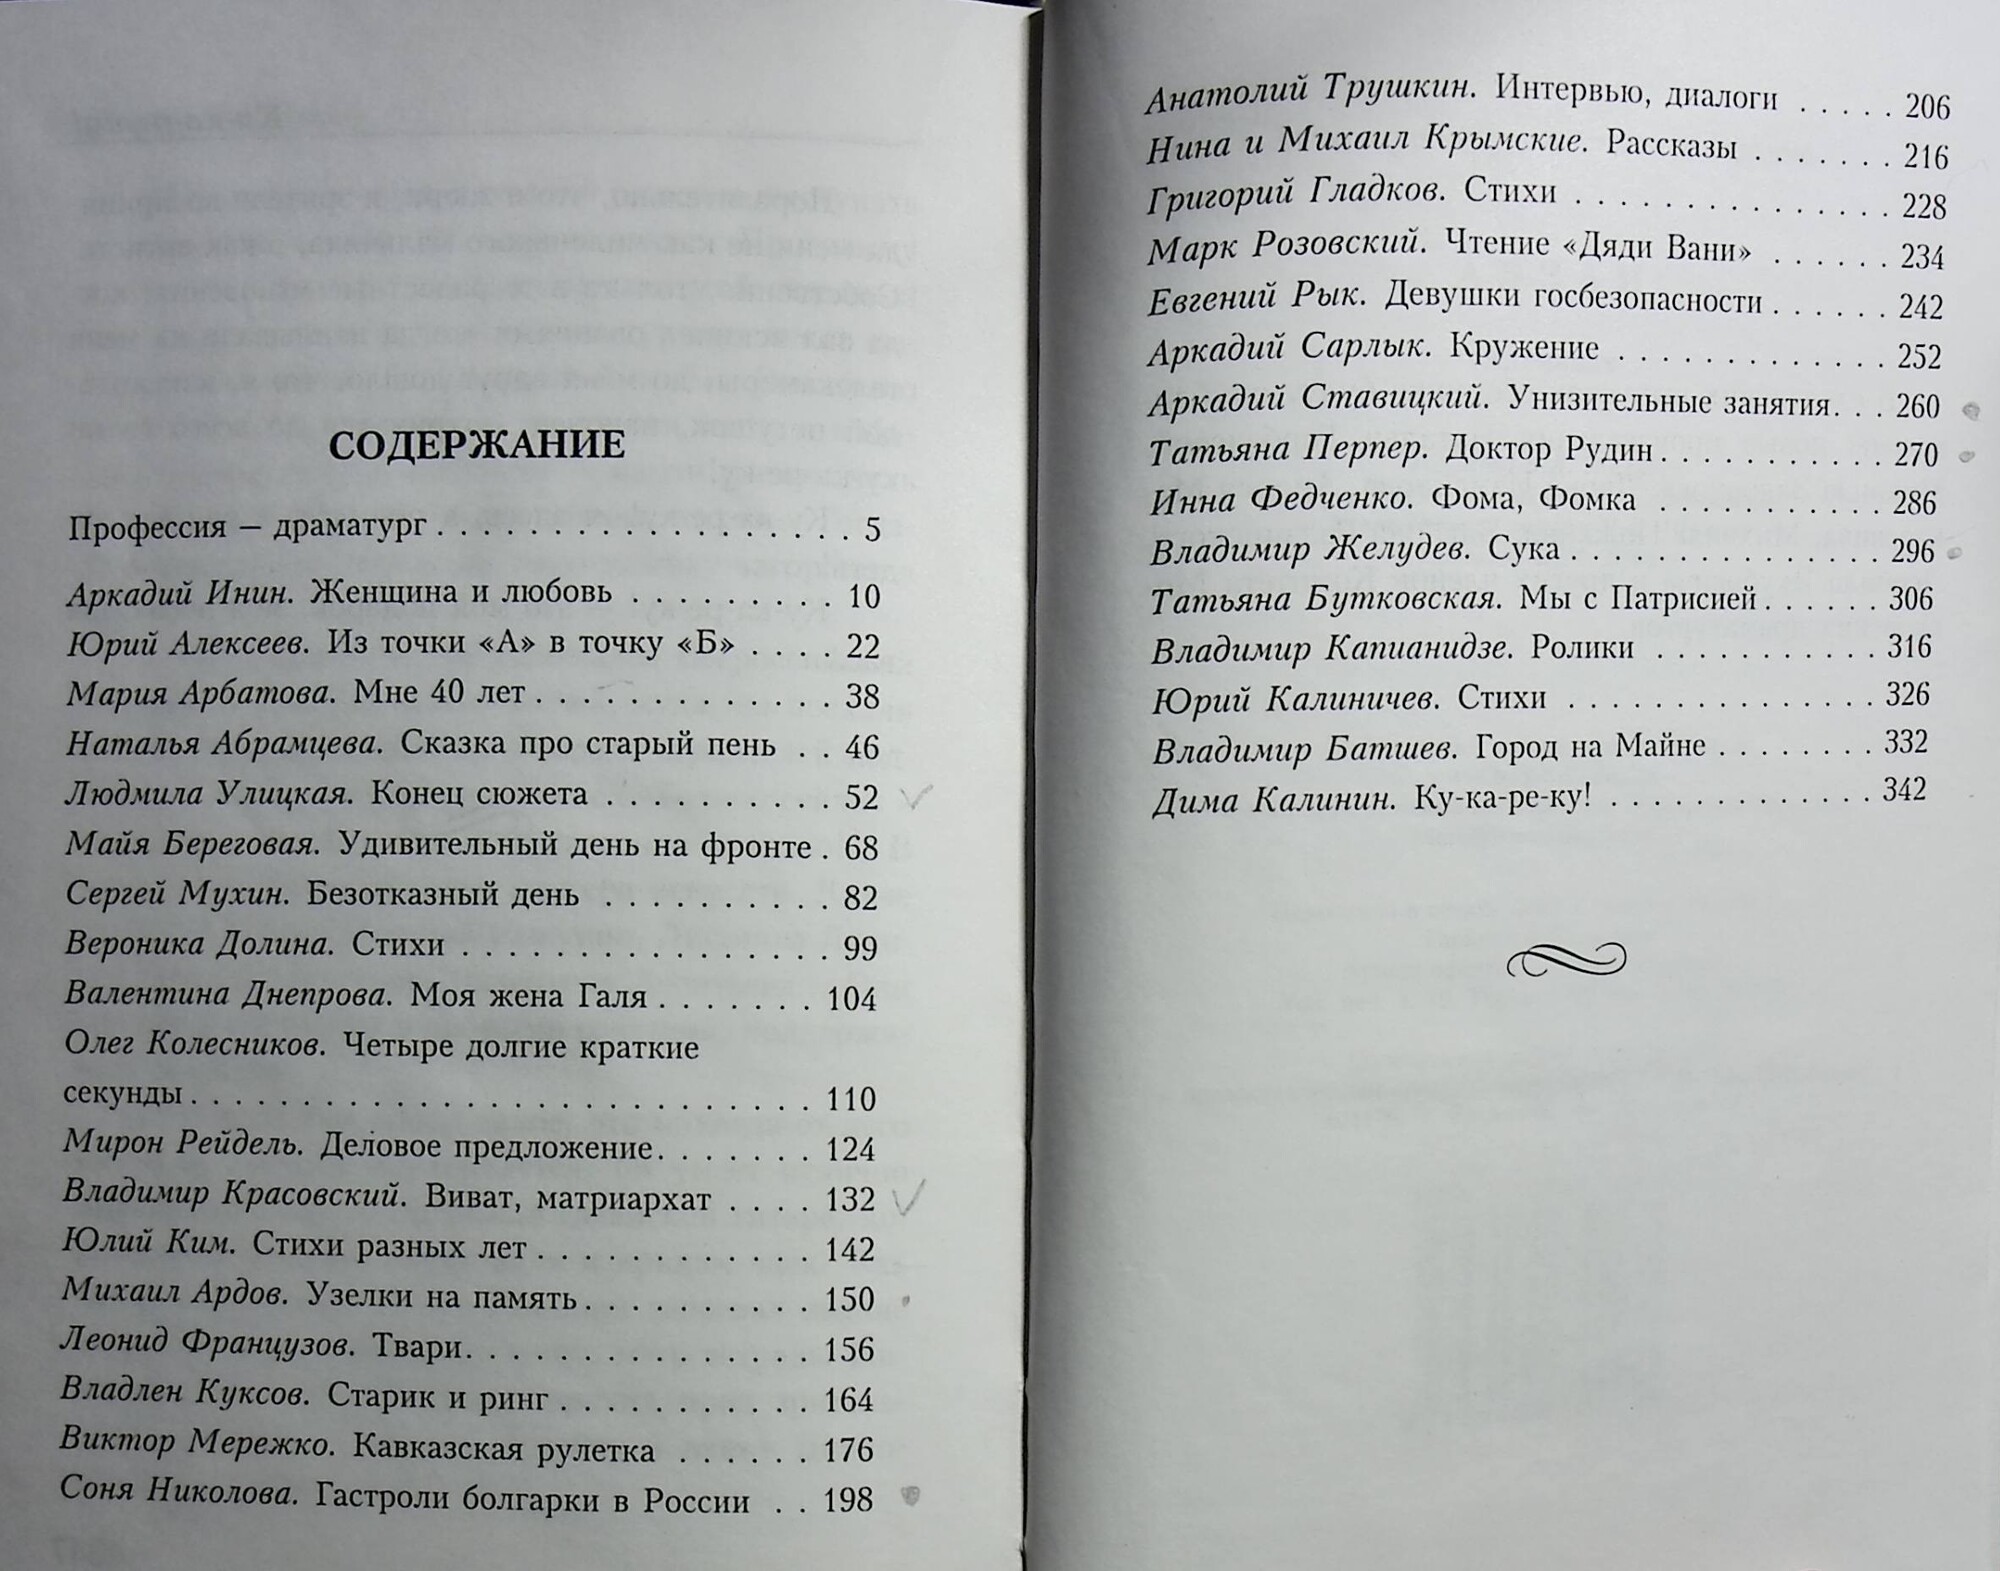 СОДЕРЖАНИЕ
Профессия — драматург . . . . . . . . . . . . . . . . . . 5
Аркадий Инин. Женщина и любовь . . . . . . . . . 10
Юрий Алексеев. Из точки «А» в точку «Б» . . . . 22
Мария Арбатова. Мне 40 лет . . . . . . . . . . . . . 38
Наталья Абрамцева. Сказка про старый пень . . 46
Людмила Улицкая. Конец сюжета . . . . . . . . . . 52
Майя Береговая. Удивительный день на фронте . 68
Сергей Мухин. Безотказный день . . . . . . . . . . 82
Вероника Долина. Стихи . . . . . . . . . . . . . . . . 99
Валентина Днепрова. Моя жена Галя . . . . . . . 104
Олег Колесников. Четыре долгие краткие
секунды . . . . . . . . . . . . . . . . . . . . . . . . . . . 110
Мирон Рейдель. Деловое предложение . . . . . . . 124
Владимир Красовский. Виват, матриархат . . . . 132
Юлий Ким. Стихи разных лет . . . . . . . . . . . . 142
Михаил Ардов. Узелки на память . . . . . . . . . . 150
Леонид Французов. Твари . . . . . . . . . . . . . . . 156
Владлен Куксов. Старик и ринг . . . . . . . . . . . 164
Виктор Мережко. Кавказская рулетка . . . . . . 176
Соня Николова. Гастроли болгарки в России . . 198
Анатолий Трушкин. Интервью, диалоги . . . . . 206
Нина и Михаил Крымские. Рассказы . . . . . . . 216
Григорий Гладков. Стихи . . . . . . . . . . . . . . 228
Марк Розовский. Чтение «Дяди Вани» . . . . . . 234
Евгений Рык. Девушки госбезопасности . . . . . . 242
Аркадий Сарлык. Кружение . . . . . . . . . . . . . 252
Аркадий Ставицкий. Унизительные занятия . . . 260
Татьяна Перпер. Доктор Рудин . . . . . . . . . . . 270
Инна Федченко. Фома, Фомка . . . . . . . . . . . 286
Владимир Желудев. Сука . . . . . . . . . . . . . . . 296
Татьяна Бутковская. Мы с Патрисией . . . . . . 306
Владимир Капианидзе. Ролики . . . . . . . . . . . 316
Юрий Калиничев. Стихи . . . . . . . . . . . . . . . 326
Владимир Батшев. Город на Майне . . . . . . . . 332
Дима Калинин. Ку-ка-ре-ку! . . . . . . . . . . . . . 342